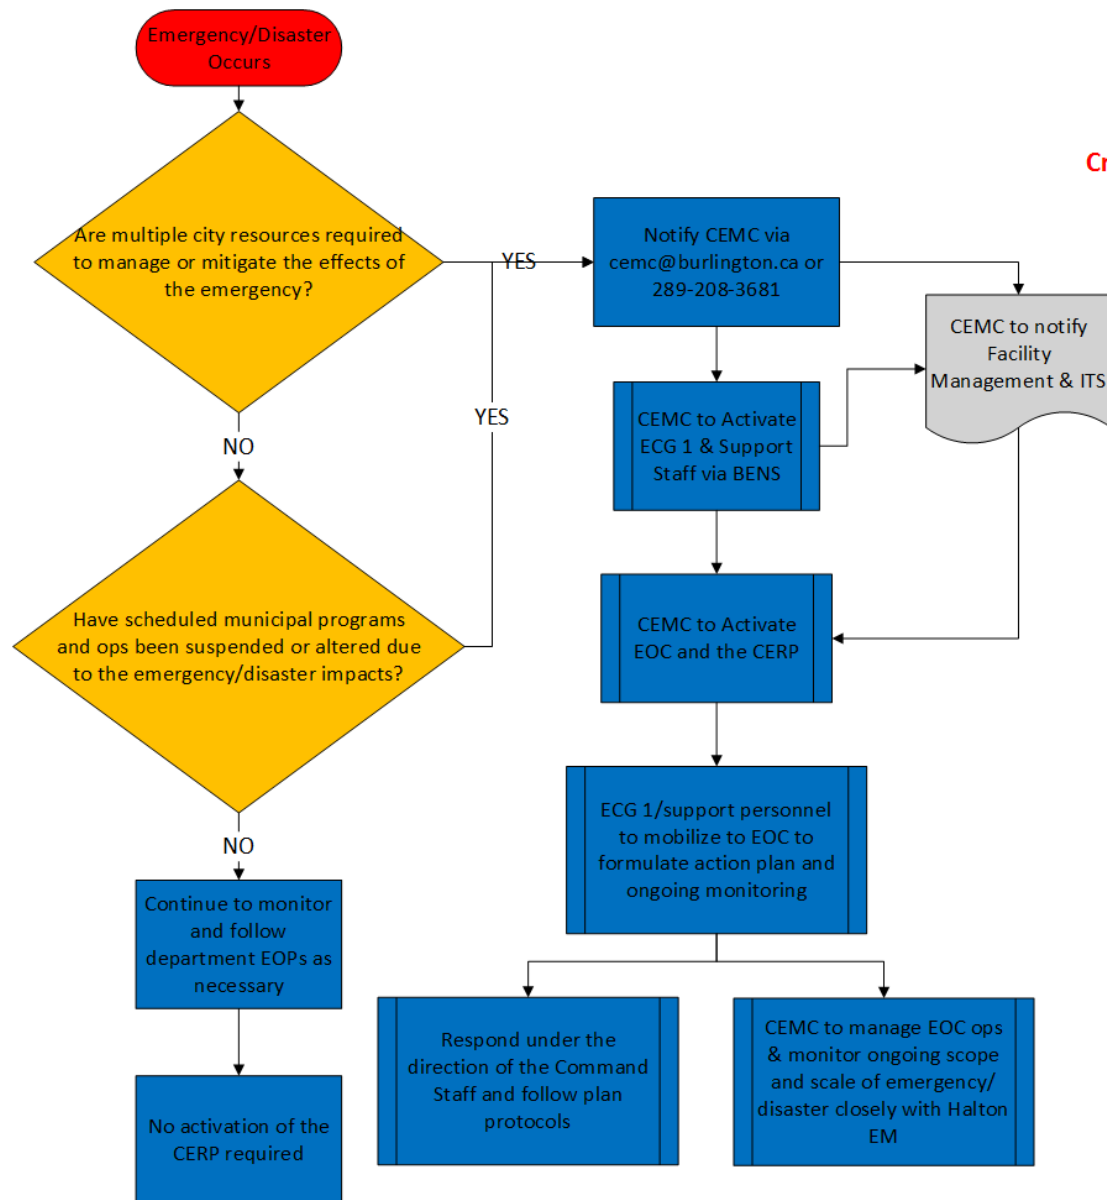 Emergency/Disaster
Occurs
Cr
Are multiple city resources required
to manage or mitigate the effects of
the emergency?
YES
Notify CEMC via
cemc@burlington.ca or
289-208-3681
CEMC to notify
Facility
Management & ITS
NO
YES
CEMC to Activate
ECG 1 & Support
Staff via BENS
Have scheduled municipal programs
and ops been suspended or altered due
to the emergency/disaster impacts?
CEMC to Activate
EOC and the CERP
NO
ECG 1/support personnel
to mobilize to EOC to
formulate action plan and
ongoing monitoring
Continue to monitor
and follow
department EOPs as
necessary
Respond under the
direction of the Command
Staff and follow plan
protocols
CEMC to manage EOC ops
& monitor ongoing scope
and scale of emergency/
disaster closely with Halton
EM
No activation of the
CERP required